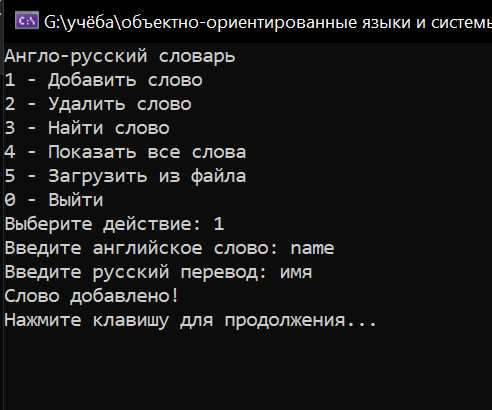 G:\учёба\объектно-ориентированные языки и системы
Англо-русский словарь
1 - Добавить слово
2 - Удалить слово
3 - Найти слово
4 - Показать все слова
5 - Загрузить из файла
0 - Выйти
Выберите действие: 1
Введите английское слово: name
Введите русский перевод: имя
Слово добавлено!
Нажмите клавишу для продолжения...